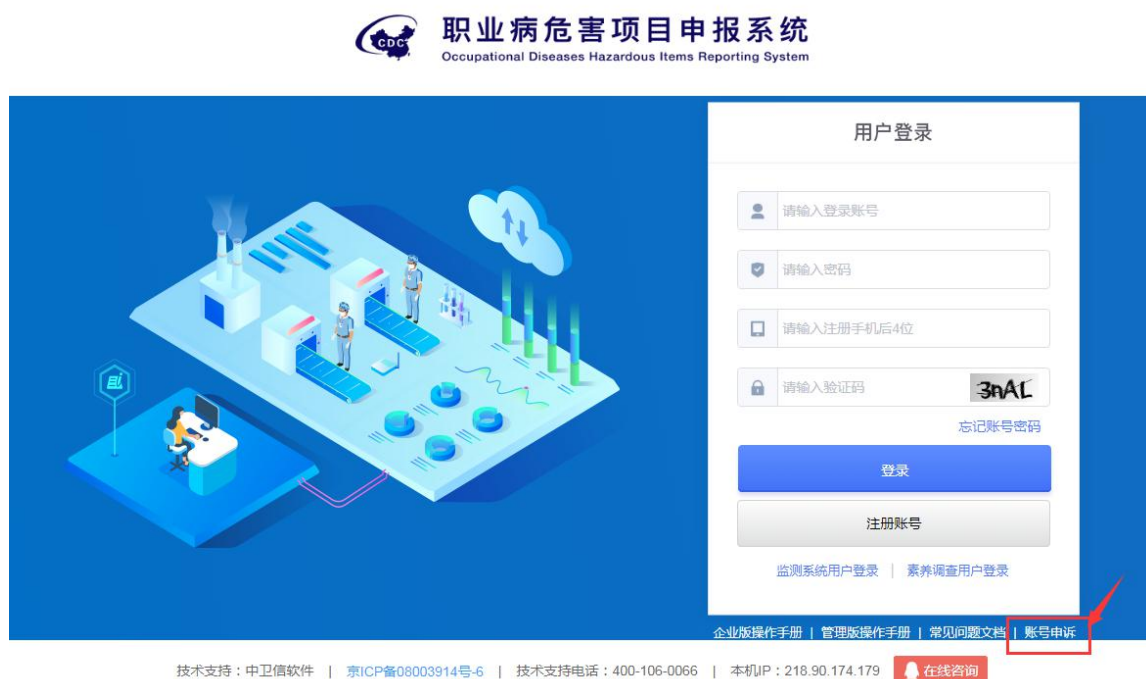 CDC
职业病危害项目申报系统
Occupational Diseases Hazardous Items Reporting System
用户登录
请输入登录账号
请输入密码
请输入注册手机后4位
请输入验证码
3nAL
忘记账号密码
登录
注册账号
监测系统用户登录 | 素养调查用户登录
企业版操作手册 | 管理版操作手册 | 常见问题文档 | 账号申诉
技术支持：中卫信软件 | 京ICP备08003914号-6 | 技术支持电话：400-106-0066 | 本机IP：218.90.174.179 在线咨询